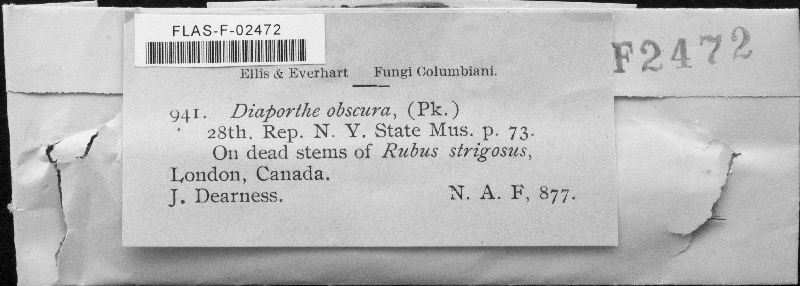 FLAS-F-02472
F2472
Ellis & Everhart Fungi Columbiani.
941. Diaporthe obscura, (Pk.)
28th. Rep. N. Y. State Mus. p. 73.
On dead stems of Rubus strigosus,
London, Canada.
J. Dearness. N. A. F, 877.